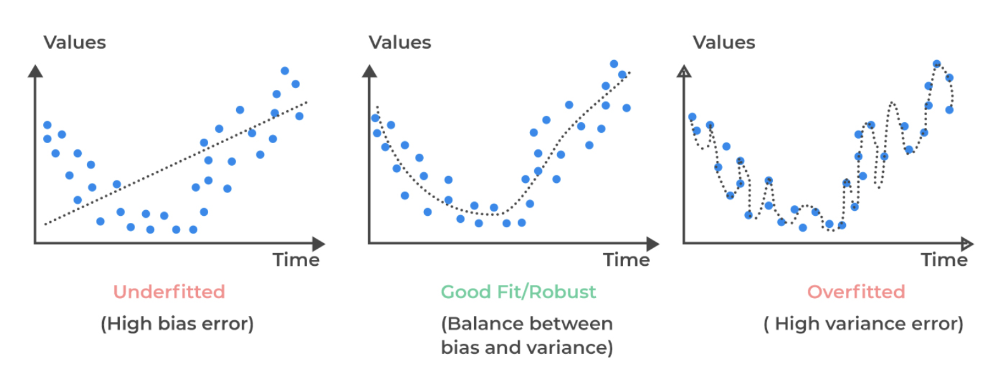 Values
Time
Underfitted
(High bias error)
Values
Time
Good Fit/Robust
(Balance between
bias and variance)
Values
Time
Overfitted
( High variance error)